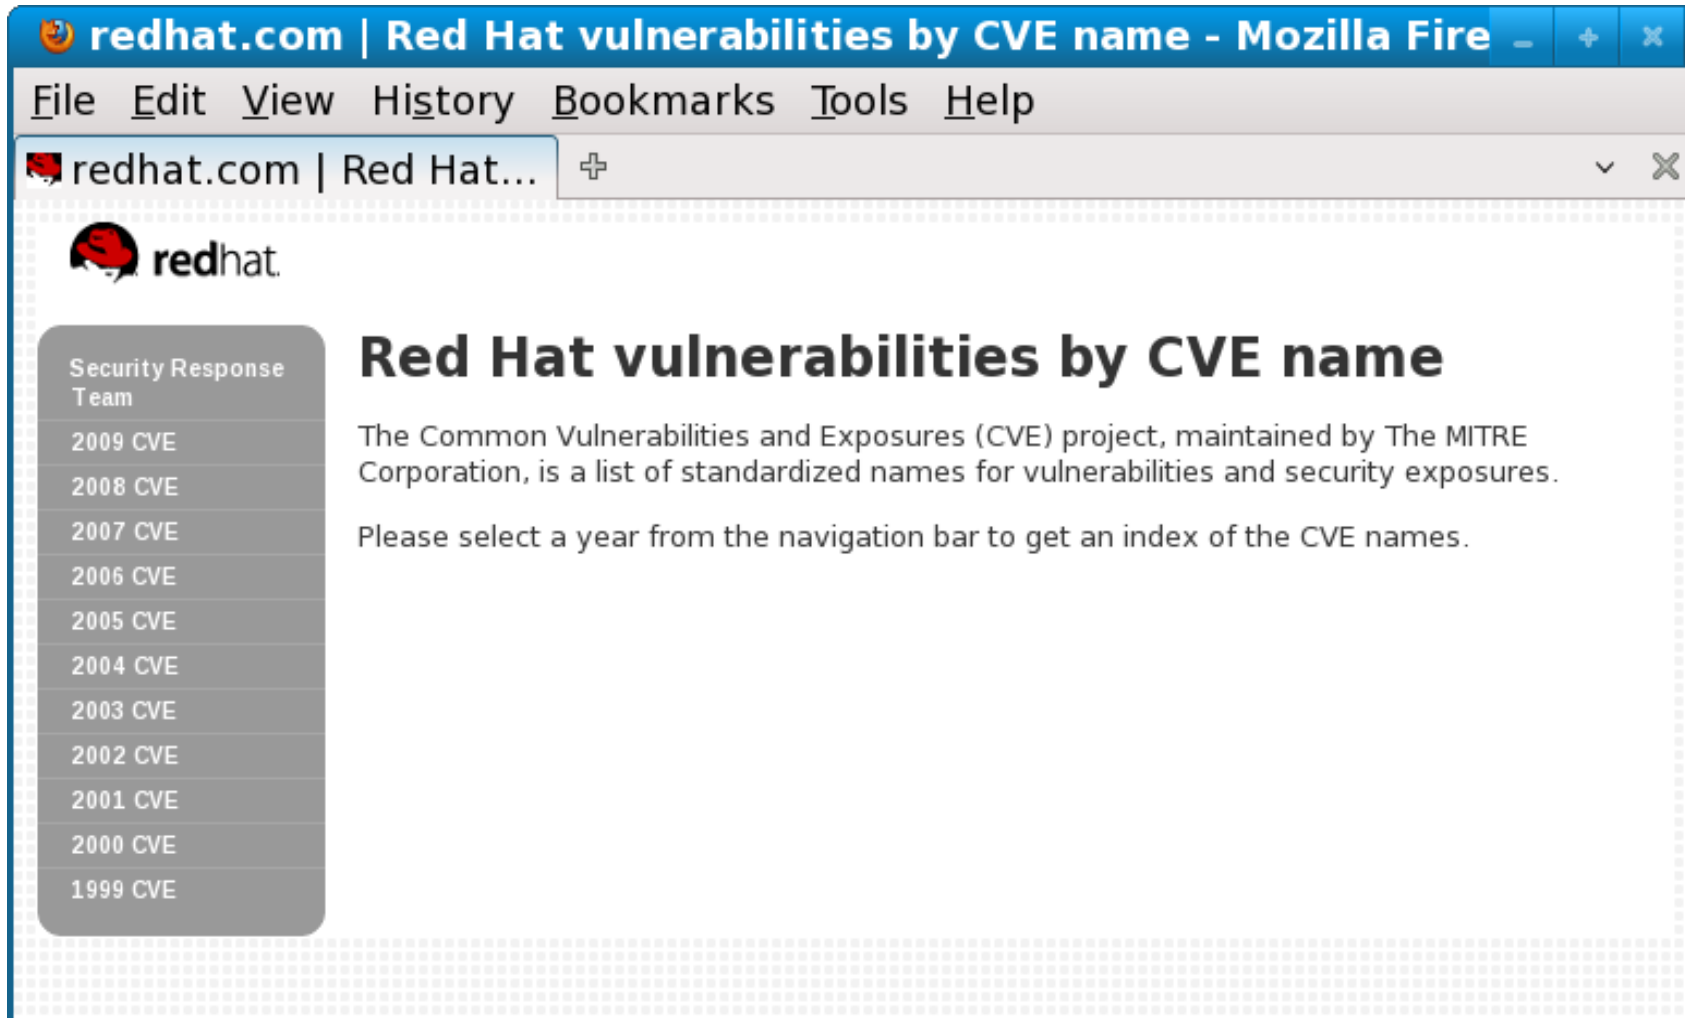 redhat.com | Red Hat vulnerabilities by CVE name - Mozilla Fire
File Edit View History Bookmarks Tools Help
redhat.com | Red Hat...
redhat.
Security Response
Team
2009 CVE
2008 CVE
2007 CVE
2006 CVE
2005 CVE
2004 CVE
2003 CVE
2002 CVE
2001 CVE
2000 CVE
1999 CVE
Red Hat vulnerabilities by CVE name
The Common Vulnerabilities and Exposures (CVE) project, maintained by The MITRE
Corporation, is a list of standardized names for vulnerabilities and security exposures.
Please select a year from the navigation bar to get an index of the CVE names.